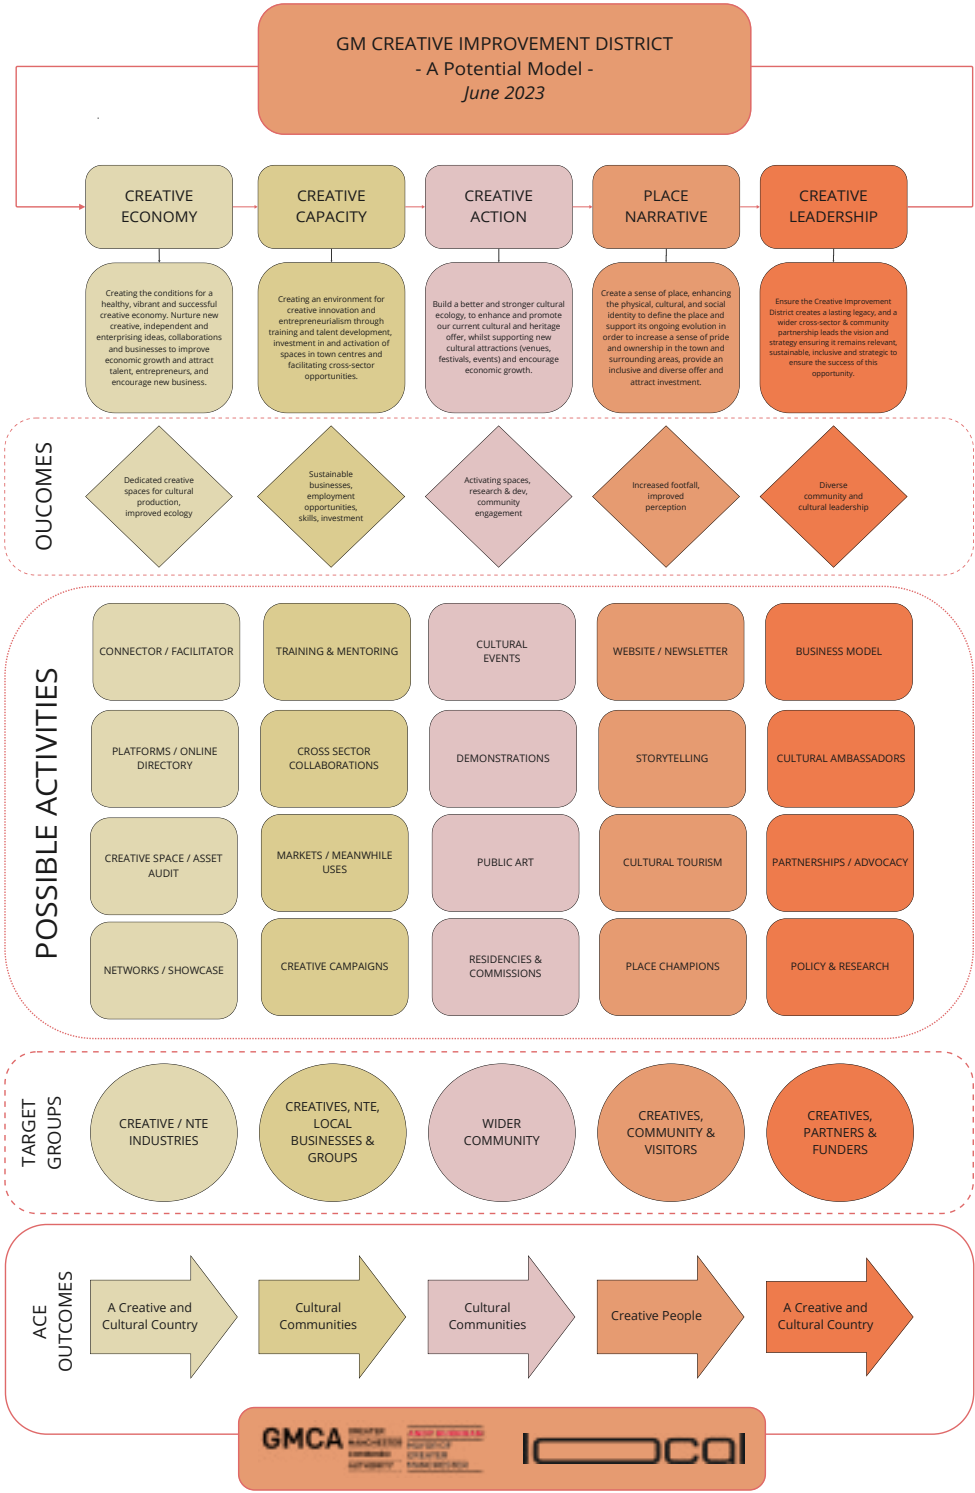 GM CREATIVE IMPROVEMENT DISTRICT
- A Potential Model -
June 2023
CREATIVE
ECONOMY
CREATIVE
CAPACITY
CREATIVE
ACTION
PLACE
NARRATIVE
CREATIVE
LEADERSHIP
Creating the conditions for a
healthy, vibrant and successful
creative economy. Nurture new
creative, independent and
enterprising ideas, collaborations
and businesses to improve
economic growth and attract
talent, entrepreneurs, and
encourage new business.
Creating an environment for
creative innovation and
entrepreneurialism through
training and talent development,
investment in and activation of
spaces in town centres and
facilitating cross-sector
opportunities.
Build a better and stronger cultural
ecology, to enhance and promote
our current cultural and heritage
offer, whilst supporting new
cultural attractions (venues,
festivals, events) and encourage
economic growth.
Create a sense of place, enhancing
the physical, cultural, and social
identity to define the place and
support its ongoing evolution in
order to increase a sense of pride
and ownership in the town and
surrounding areas, provide an
inclusive and diverse offer and
attract investment.
Ensure the Creative Improvement
District creates a lasting legacy, and a
wider cross-sector & community
partnership leads the vision and
strategy ensuring it remains relevant,
sustainable, inclusive and strategic to
ensure the success of this
opportunity.
OUCOMES
Dedicated creative
spaces for cultural
production,
improved ecology
Sustainable
businesses,
employment
opportunities,
skills, investment
Activating spaces,
research & dev,
community
engagement
Increased footfall,
improved
perception
Diverse
community and
cultural leadership
POSSIBLE ACTIVITIES
CONNECTOR / FACILITATOR
TRAINING & MENTORING
CULTURAL
EVENTS
WEBSITE / NEWSLETTER
BUSINESS MODEL
PLATFORMS / ONLINE
DIRECTORY
CROSS SECTOR
COLLABORATIONS
DEMONSTRATIONS
STORYTELLING
CULTURAL AMBASSADORS
CREATIVE SPACE / ASSET
AUDIT
MARKETS / MEANWHILE
USES
PUBLIC ART
CULTURAL TOURISM
PARTNERSHIPS / ADVOCACY
NETWORKS / SHOWCASE
CREATIVE CAMPAIGNS
RESIDENCIES &
COMMISSIONS
PLACE CHAMPIONS
POLICY & RESEARCH
TARGET
GROUPS
CREATIVE / NTE
INDUSTRIES
CREATIVES, NTE,
LOCAL
BUSINESSES &
GROUPS
WIDER
COMMUNITY
CREATIVES,
COMMUNITY &
VISITORS
CREATIVES,
PARTNERS &
FUNDERS
ACE
OUTCOMES
A Creative and
Cultural Country
Cultural
Communities
Cultural
Communities
Creative People
A Creative and
Cultural Country
GMCA
GREATER
MANCHESTER
COMBINED
AUTHORITY
GREATER
MANCHESTER